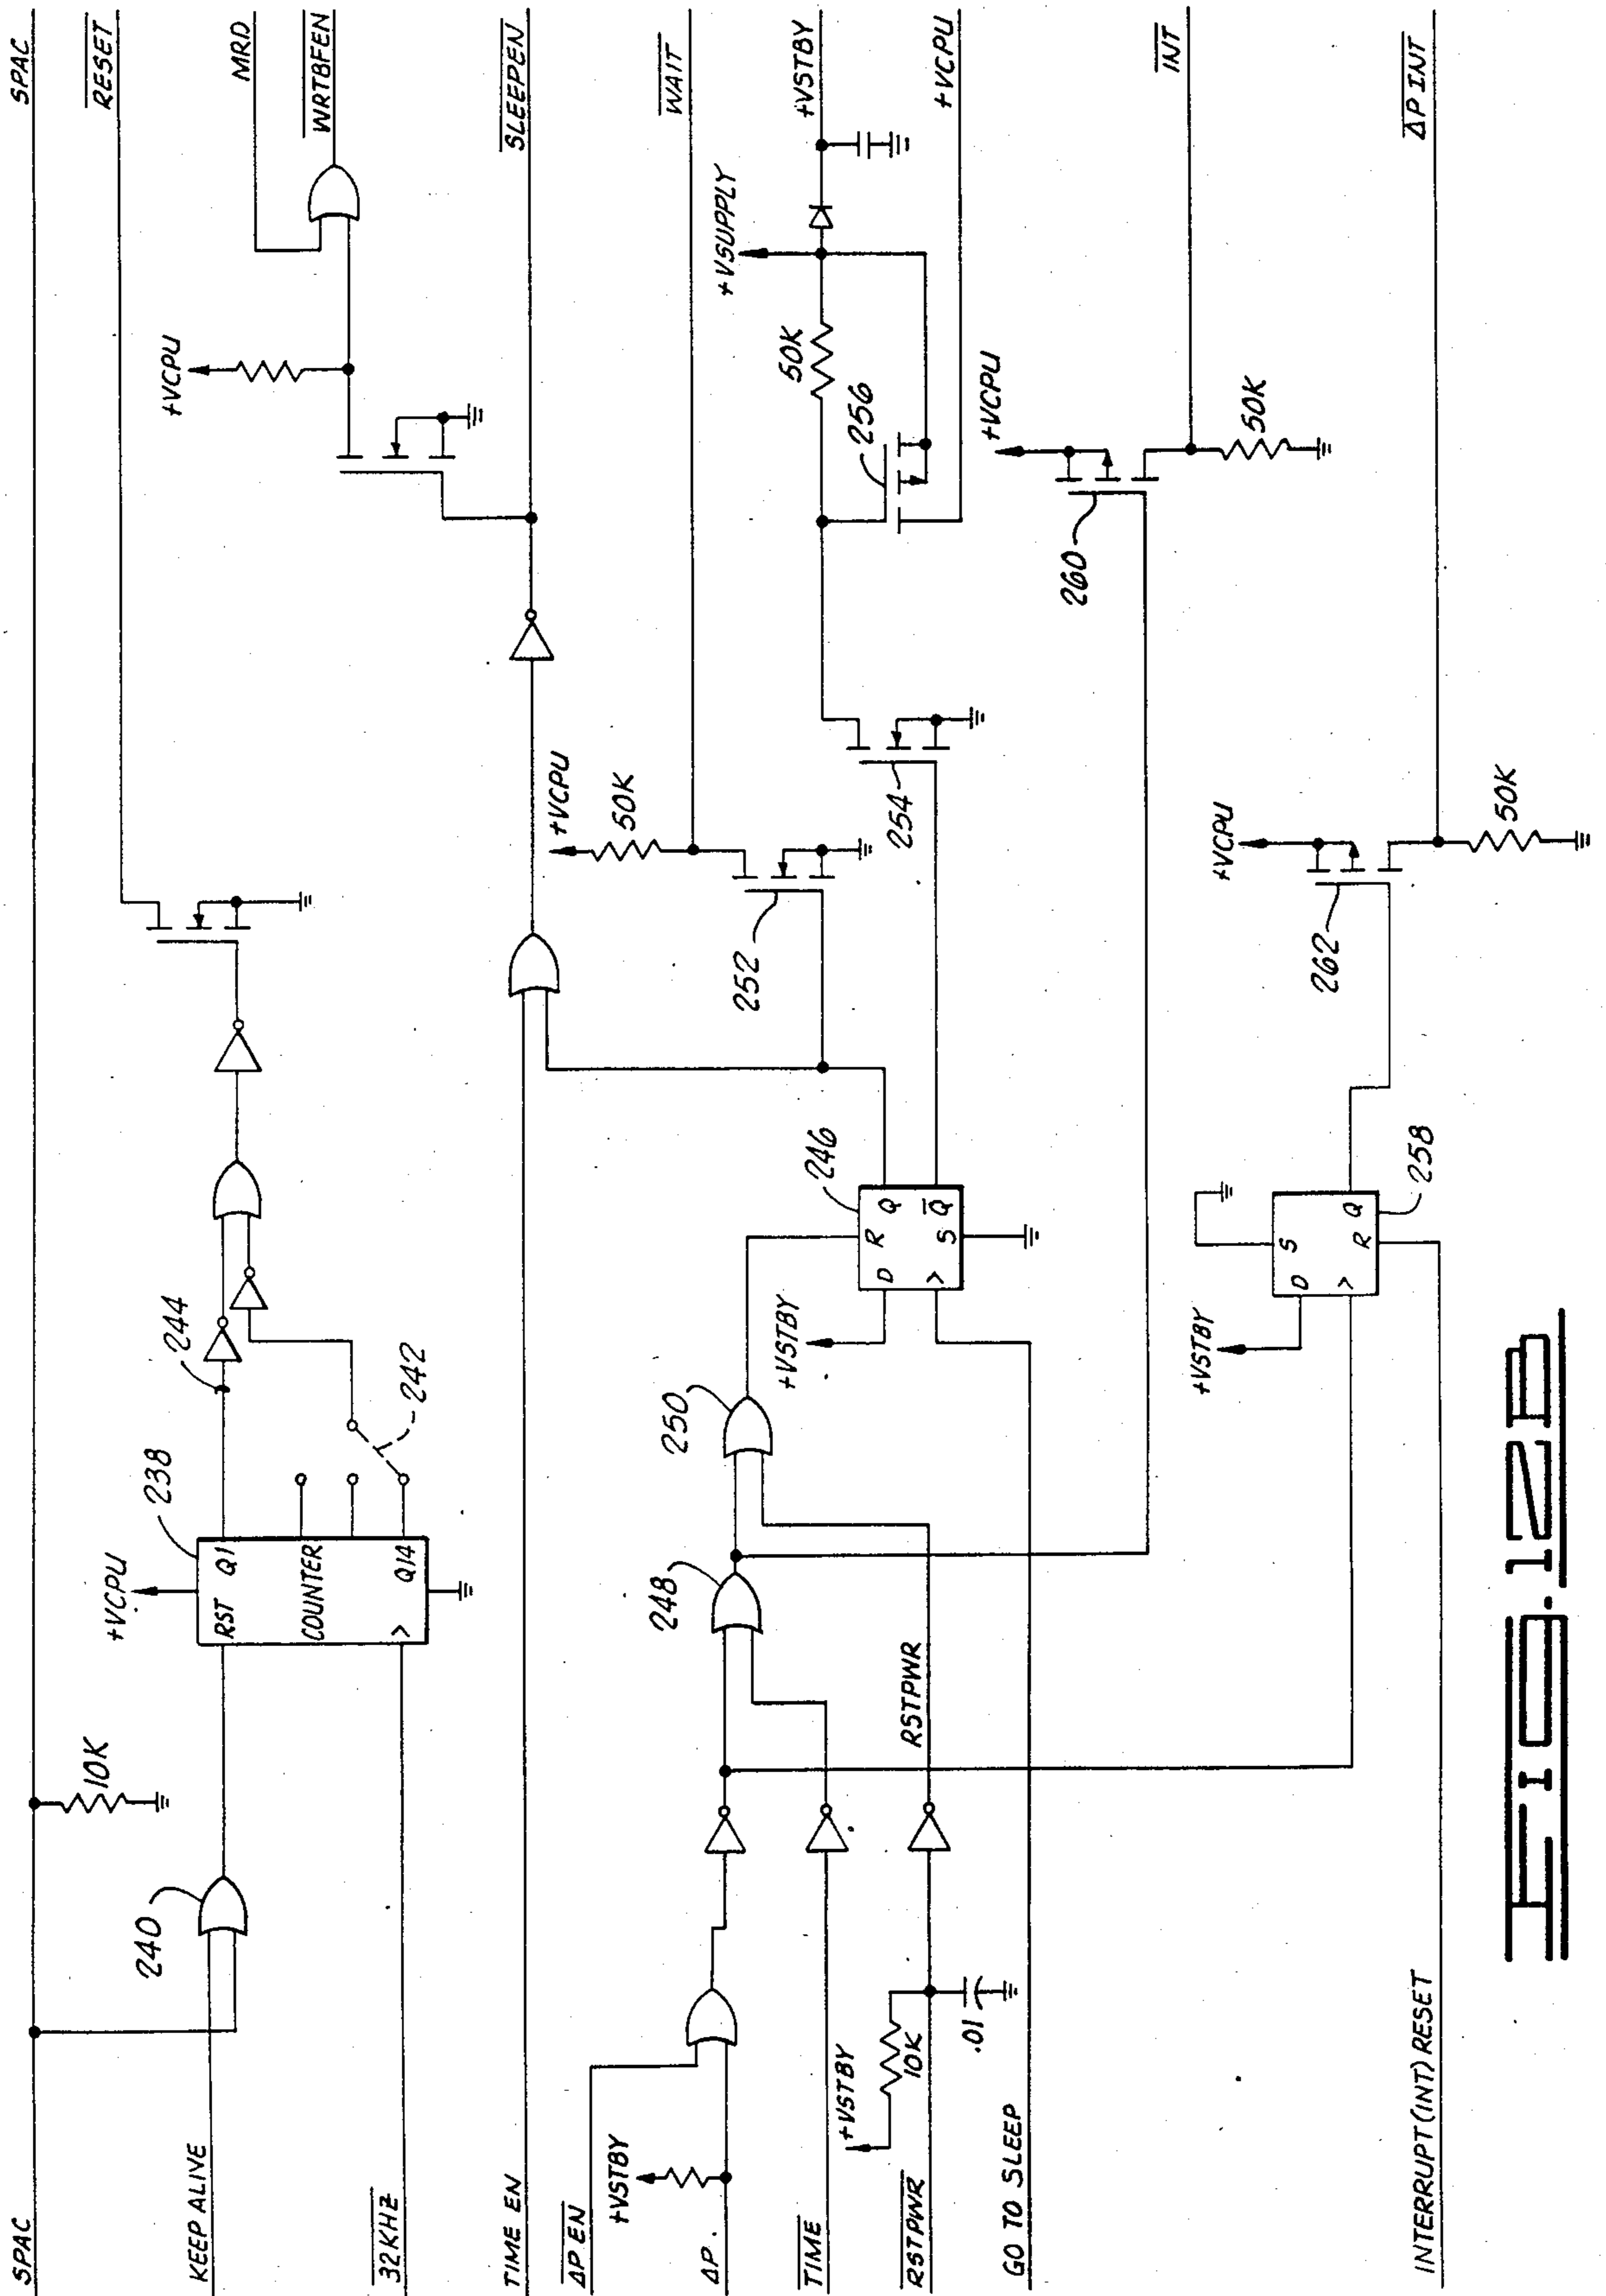 SPAC
SPAC
KEEP ALIVE
32KHZ
10K
240
+VCPU
238
RST Q1
COUNTER
> Q14
244
242
RESET
+VCPU
MRD
WRTBFEN
TIME EN
SLEEPEN
ΔP EN
+VSTBY
ΔP.
TIME
+VSTBY
10K
.01
RSTPWR
RSTPWR
GO TO SLEEP
248
250
+VSTBY
246
D R Q
> S Q
252
+VCPU
50K
WAIT
254
+VSUPPLY
50K
256
+VSTBY
+VCPU
+VCPU
260
50K
INT
+VSTBY
D S
> R Q
258
+VCPU
262
50K
ΔP INT
INTERRUPT (INT) RESET
FIG. 12B